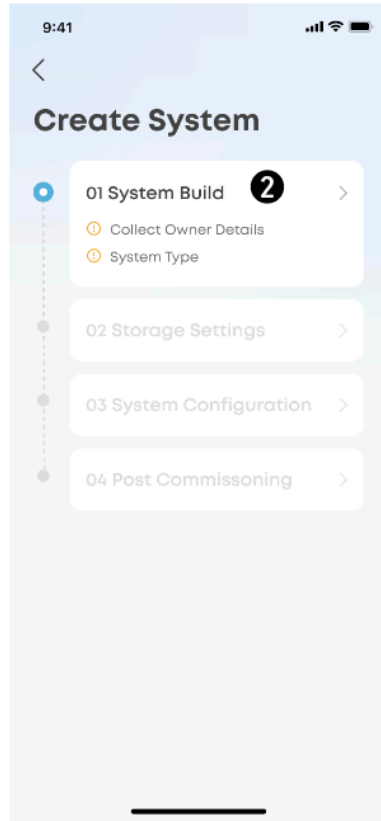 9:41
Create System
01 System Build 2
Collect Owner Details
System Type
02 Storage Settings
03 System Configuration
04 Post Commissoning